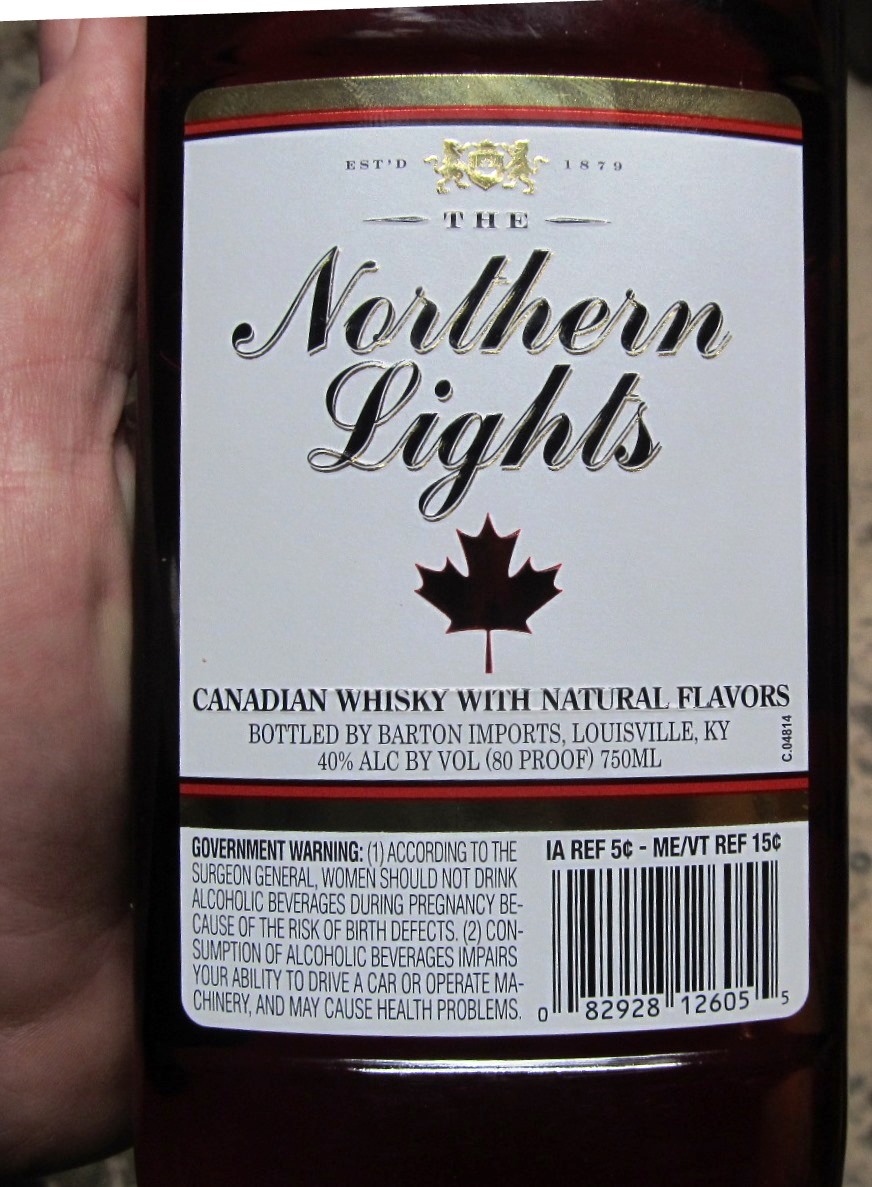 EST'D 1879
THE
Northern
Lights
CANADIAN WHISKY WITH NATURAL FLAVORS
BOTTLED BY BARTON IMPORTS, LOUISVILLE, KY
40% ALC BY VOL (80 PROOF) 750ML
C.04814
GOVERNMENT WARNING: (1) ACCORDING TO THE
SURGEON GENERAL, WOMEN SHOULD NOT DRINK
ALCOHOLIC BEVERAGES DURING PREGNANCY BE-
CAUSE OF THE RISK OF BIRTH DEFECTS. (2) CON-
SUMPTION OF ALCOHOLIC BEVERAGES IMPAIRS
YOUR ABILITY TO DRIVE A CAR OR OPERATE MA-
CHINERY, AND MAY CAUSE HEALTH PROBLEMS.
IA REF 5¢ - ME/VT REF 15¢
0 82928 12605 5